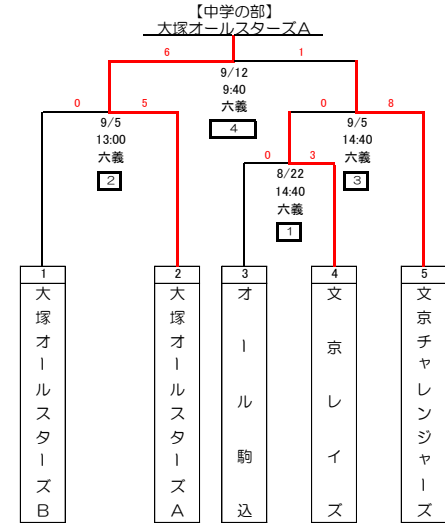 【中学の部】
大塚オールスターズA
6 1
9/12
9:40
六義
4
0 5
9/5
13:00
六義
2
0 8
9/5
14:40
六義
3
0 3
8/22
14:40
六義
1
1 2 3 4 5
大塚オールスターズB
大塚オールスターズA
オール駒込
文京レイズ
文京チャレンジャーズ